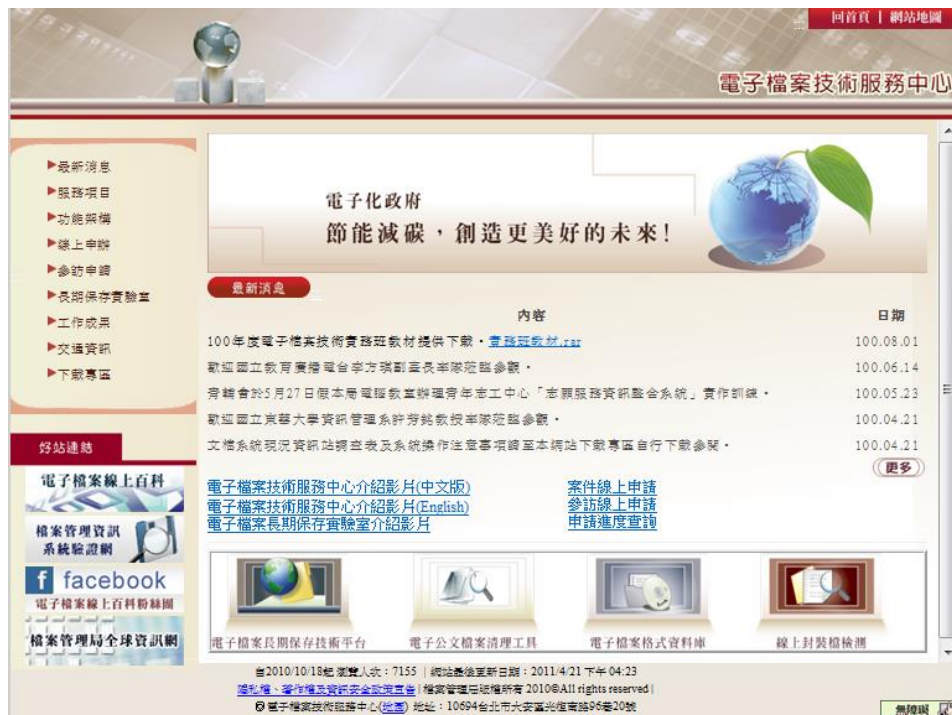 回首頁 | 網站地圖
電子檔案技術服務中心
最新消息
服務項目
功能架構
線上申辦
參訪申請
長期保存實驗室
工作成果
交通資訊
下載專區
好站連結
電子檔案線上百科
檔案管理資訊
系統驗證網
facebook
電子檔案線上百科粉絲團
檔案管理局全球資訊網
電子化政府
節能減碳，創造更美好的未來!
最新消息
內容 日期
100年度電子檔案技術實務班教材提供下載。實務班教材.rar 100.08.01
歡迎國立教育廣播電台李方琪副臺長率隊蒞臨參觀。 100.06.14
青輔會於5月27日假本局電腦教室辦理青年志工中心「志願服務資訊整合系統」實作訓練。 100.05.23
歡迎國立東華大學資訊管理系許芳銘教授率隊蒞臨參觀。 100.04.21
文檔系統現況資訊站調查表及系統操作注意事項請至本網站下載專區自行下載參閱。 100.04.21
(更多)
電子檔案技術服務中心介紹影片(中文版) 案件線上申請
電子檔案技術服務中心介紹影片(English) 參訪線上申請
電子檔案長期保存實驗室介紹影片 申請進度查詢
電子檔案長期保存技術平台 電子公文檔案清理工具 電子檔案格式資料庫 線上封裝檔檢測
自2010/10/18起 瀏覽人次：7155 | 網站最後更新日期：2011/4/21 下午 04:23
隱私權、著作權及資訊安全政策宣告 | 檔案管理局版權所有 2010@All rights reserved |
電子檔案技術服務中心(地圖) 地址：10694台北市大安區光復南路96巷20號
無障礙